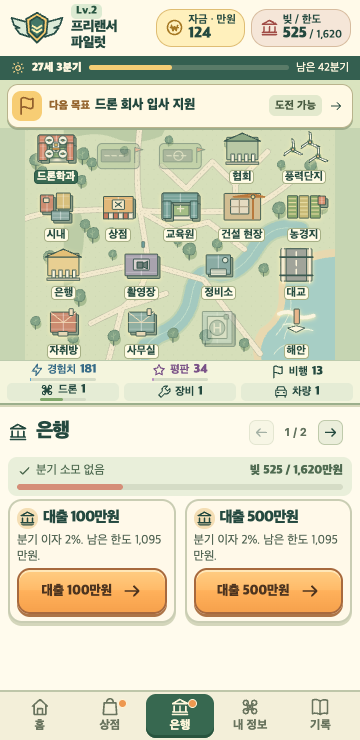 Lv.2
프리랜서
파일럿
자금 · 만원
124
빚 / 한도
525 / 1,620
27세 3분기
남은 42분기
다음 목표 드론 회사 입사 지원
도전 가능 →
드론학과
협회
풍력단지
시내
상점
교육원
건설 현장
농경지
은행
촬영장
정비소
대교
자취방
사무실
해안
경험치 181
평판 34
비행 13
드론 1
장비 1
차량 1
은행
← 1 / 2 →
분기 소모 없음
빚 525 / 1,620만원
대출 100만원
분기 이자 2%. 남은 한도 1,095
만원.
대출 100만원 →
대출 500만원
분기 이자 2%. 남은 한도 1,095
만원.
대출 500만원 →
홈
상점
은행
내 정보
기록